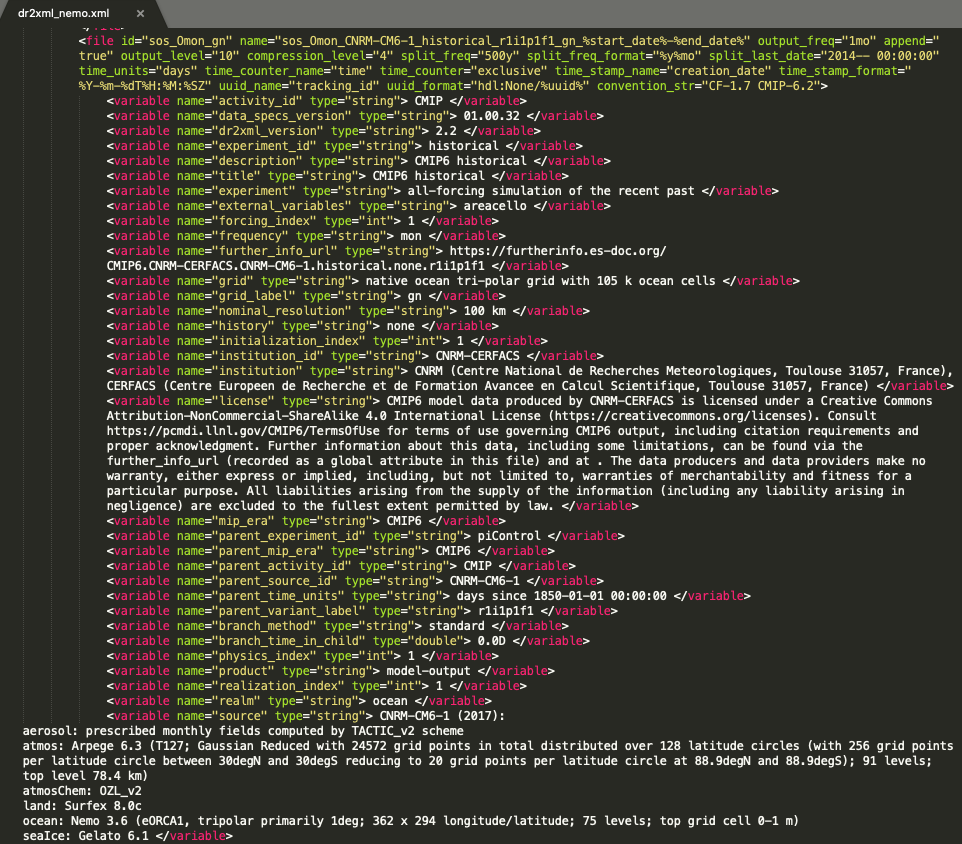 dr2xml_nemo.xml ×
<file id="sos_Omon_gn" name="sos_Omon_CNRM-CM6-1_historical_r1i1p1f1_gn_%start_date%-%end_date%" output_freq="1mo" append="
true" output_level="10" compression_level="4" split_freq="500y" split_freq_format="%y%mo" split_last_date="2014-- 00:00:00"
time_units="days" time_counter_name="time" time_counter="exclusive" time_stamp_name="creation_date" time_stamp_format="
%Y-%m-%dT%H:%M:%SZ" uuid_name="tracking_id" uuid_format="hdl:None/%uuid%" convention_str="CF-1.7 CMIP-6.2">
<variable name="activity_id" type="string"> CMIP </variable>
<variable name="data_specs_version" type="string"> 01.00.32 </variable>
<variable name="dr2xml_version" type="string"> 2.2 </variable>
<variable name="experiment_id" type="string"> historical </variable>
<variable name="description" type="string"> CMIP6 historical </variable>
<variable name="title" type="string"> CMIP6 historical </variable>
<variable name="experiment" type="string"> all-forcing simulation of the recent past </variable>
<variable name="external_variables" type="string"> areacello </variable>
<variable name="forcing_index" type="int"> 1 </variable>
<variable name="frequency" type="string"> mon </variable>
<variable name="further_info_url" type="string"> https://furtherinfo.es-doc.org/
CMIP6.CNRM-CERFACS.CNRM-CM6-1.historical.none.r1i1p1f1 </variable>
<variable name="grid" type="string"> native ocean tri-polar grid with 105 k ocean cells </variable>
<variable name="grid_label" type="string"> gn </variable>
<variable name="nominal_resolution" type="string"> 100 km </variable>
<variable name="history" type="string"> none </variable>
<variable name="initialization_index" type="int"> 1 </variable>
<variable name="institution_id" type="string"> CNRM-CERFACS </variable>
<variable name="institution" type="string"> CNRM (Centre National de Recherches Meteorologiques, Toulouse 31057, France),
CERFACS (Centre Europeen de Recherche et de Formation Avancee en Calcul Scientifique, Toulouse 31057, France) </variable>
<variable name="license" type="string"> CMIP6 model data produced by CNRM-CERFACS is licensed under a Creative Commons
Attribution-NonCommercial-ShareAlike 4.0 International License (https://creativecommons.org/licenses). Consult
https://pcmdi.llnl.gov/CMIP6/TermsOfUse for terms of use governing CMIP6 output, including citation requirements and
proper acknowledgment. Further information about this data, including some limitations, can be found via the
further_info_url (recorded as a global attribute in this file) and at . The data producers and data providers make no
warranty, either express or implied, including, but not limited to, warranties of merchantability and fitness for a
particular purpose. All liabilities arising from the supply of the information (including any liability arising in
negligence) are excluded to the fullest extent permitted by law. </variable>
<variable name="mip_era" type="string"> CMIP6 </variable>
<variable name="parent_experiment_id" type="string"> piControl </variable>
<variable name="parent_mip_era" type="string"> CMIP6 </variable>
<variable name="parent_activity_id" type="string"> CMIP </variable>
<variable name="parent_source_id" type="string"> CNRM-CM6-1 </variable>
<variable name="parent_time_units" type="string"> days since 1850-01-01 00:00:00 </variable>
<variable name="parent_variant_label" type="string"> r1i1p1f1 </variable>
<variable name="branch_method" type="string"> standard </variable>
<variable name="branch_time_in_child" type="double"> 0.0D </variable>
<variable name="physics_index" type="int"> 1 </variable>
<variable name="product" type="string"> model-output </variable>
<variable name="realization_index" type="int"> 1 </variable>
<variable name="realm" type="string"> ocean </variable>
<variable name="source" type="string"> CNRM-CM6-1 (2017):
aerosol: prescribed monthly fields computed by TACTIC_v2 scheme
atmos: Arpege 6.3 (T127; Gaussian Reduced with 24572 grid points in total distributed over 128 latitude circles (with 256 grid points
per latitude circle between 30degN and 30degS reducing to 20 grid points per latitude circle at 88.9degN and 88.9degS); 91 levels;
top level 78.4 km)
atmosChem: OZL_v2
land: Surfex 8.0c
ocean: Nemo 3.6 (eORCA1, tripolar primarily 1deg; 362 x 294 longitude/latitude; 75 levels; top grid cell 0-1 m)
seaIce: Gelato 6.1 </variable>